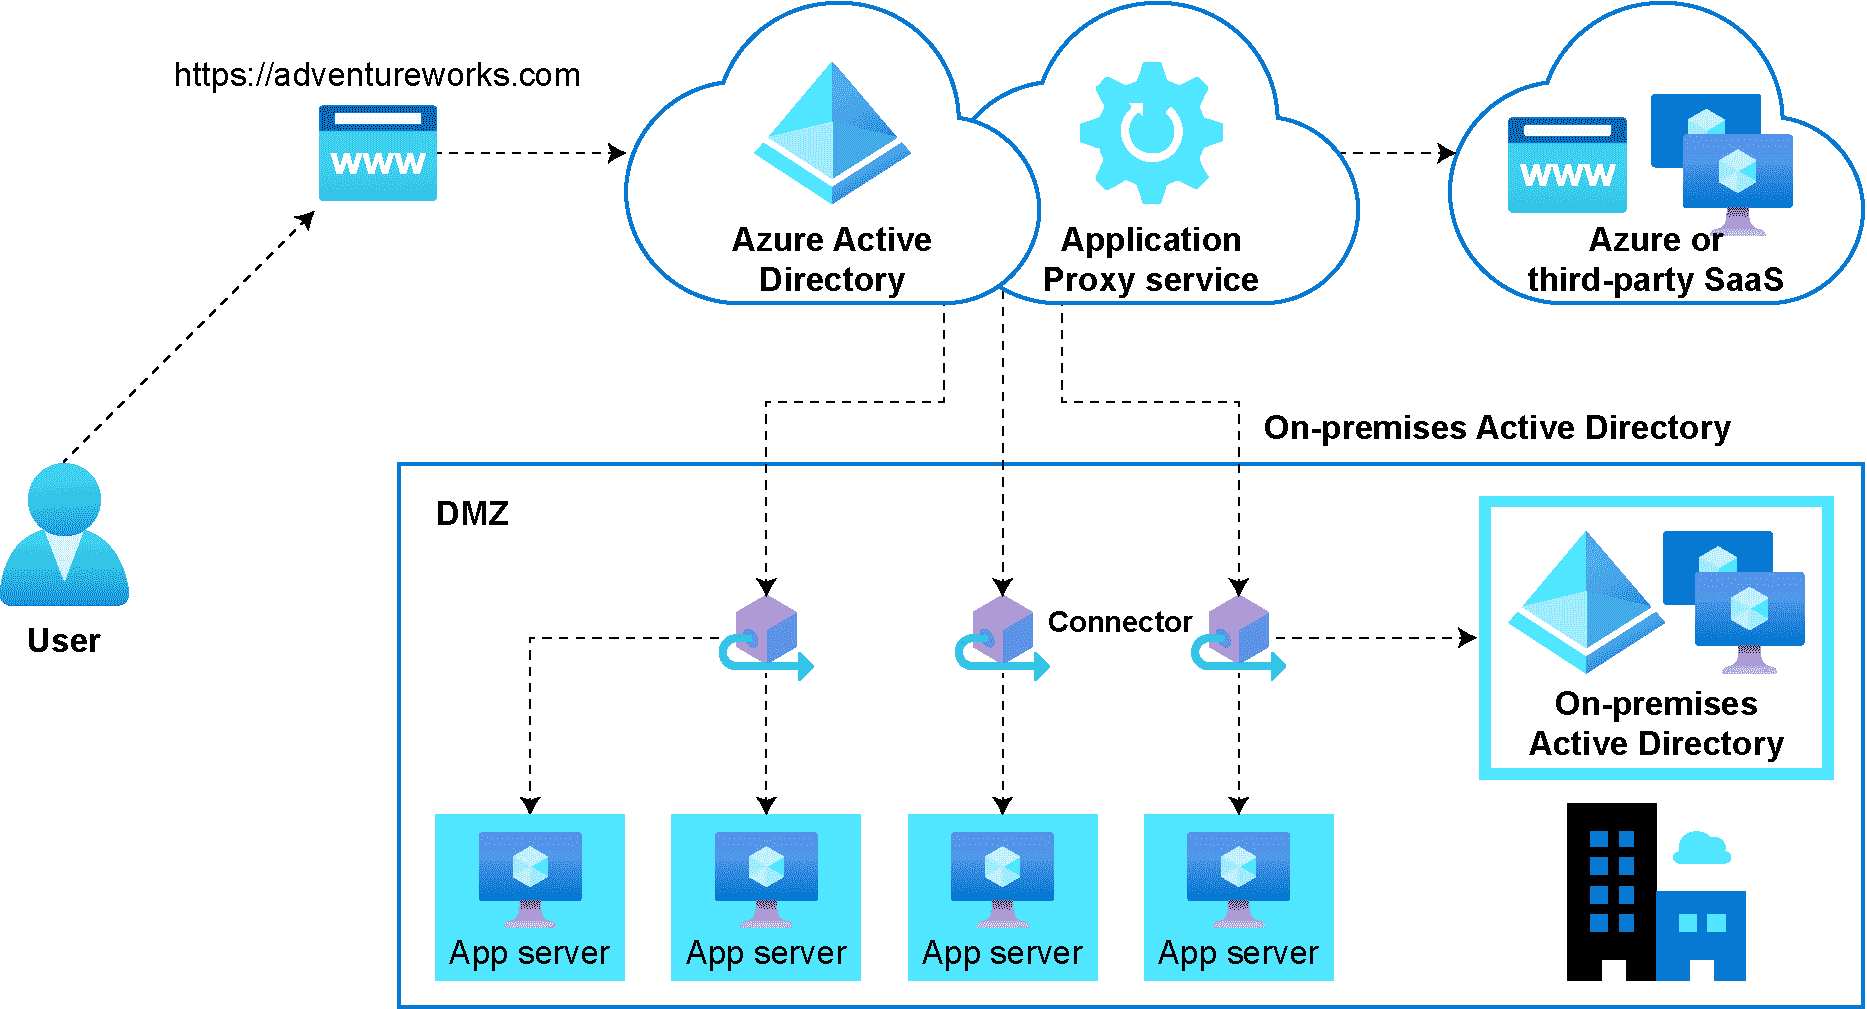 https://adventureworks.com
www
Azure Active
Directory
Application
Proxy service
www
Azure or
third-party SaaS
On-premises Active Directory
DMZ
User
Connector
On-premises
Active Directory
App server
App server
App server
App server